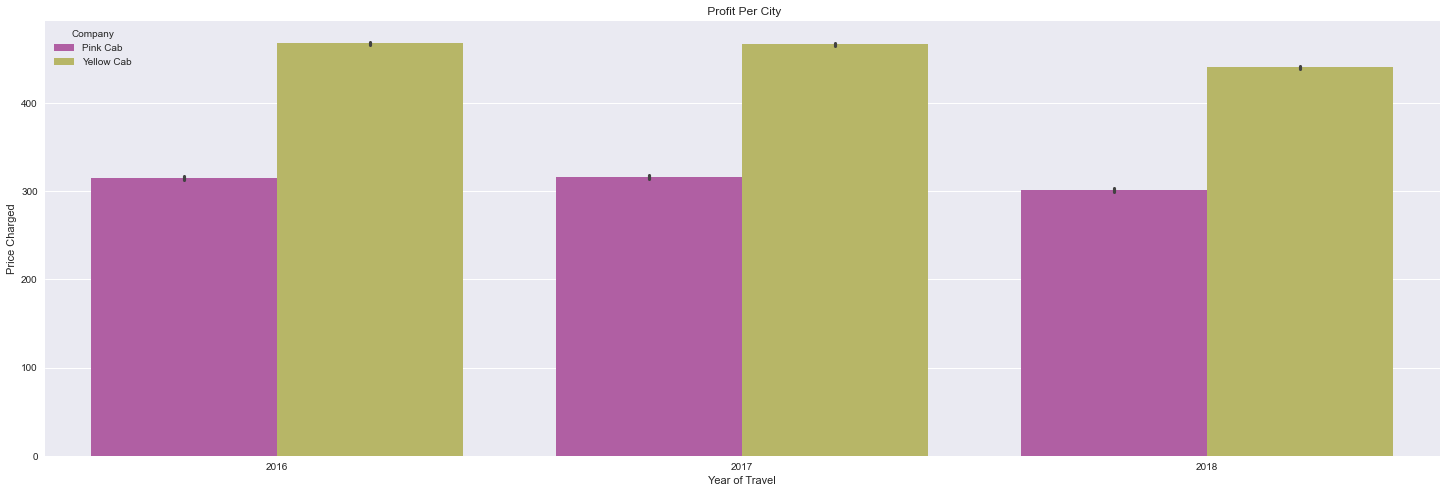 Profit Per City
Company
Pink Cab
Yellow Cab
Price Charged
400
300
200
100
0
2016
2017
2018
Year of Travel